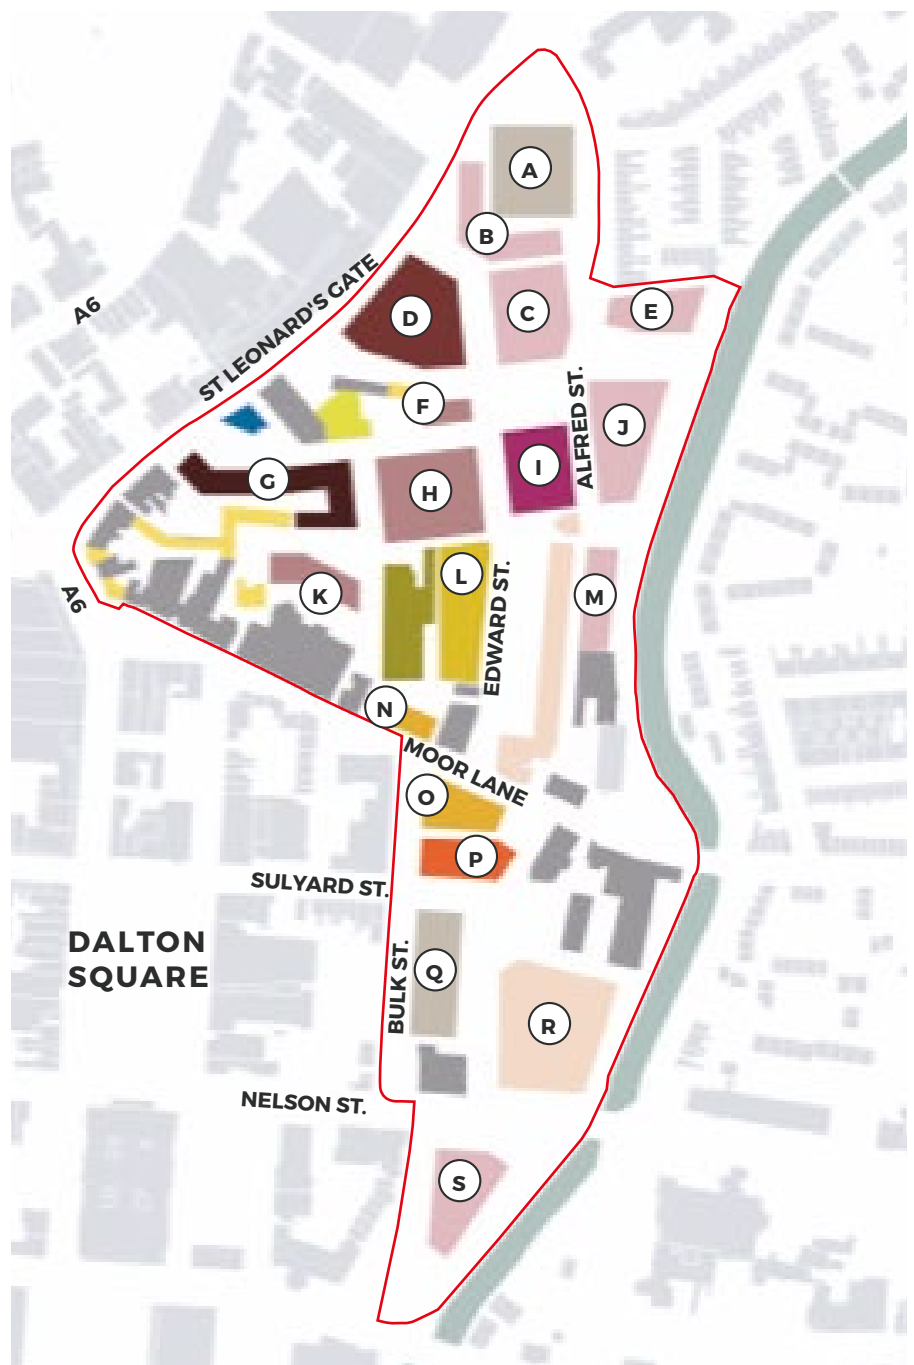 A
B
ST LEONARD'S GATE
A6
D
C
E
F
ALFRED ST.
J
G
H
I
A6
K
L
EDWARD ST.
M
N
MOOR LANE
O
P
SULYARD ST.
DALTON
SQUARE
BULK ST.
Q
R
NELSON ST.
S